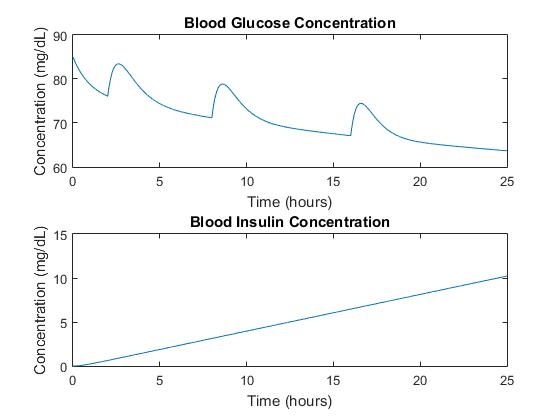 Blood Glucose Concentration
Concentration (mg/dL)
90
80
70
60
0 5 10 15 20 25
Time (hours)
Blood Insulin Concentration
Concentration (mg/dL)
15
10
5
0
0 5 10 15 20 25
Time (hours)